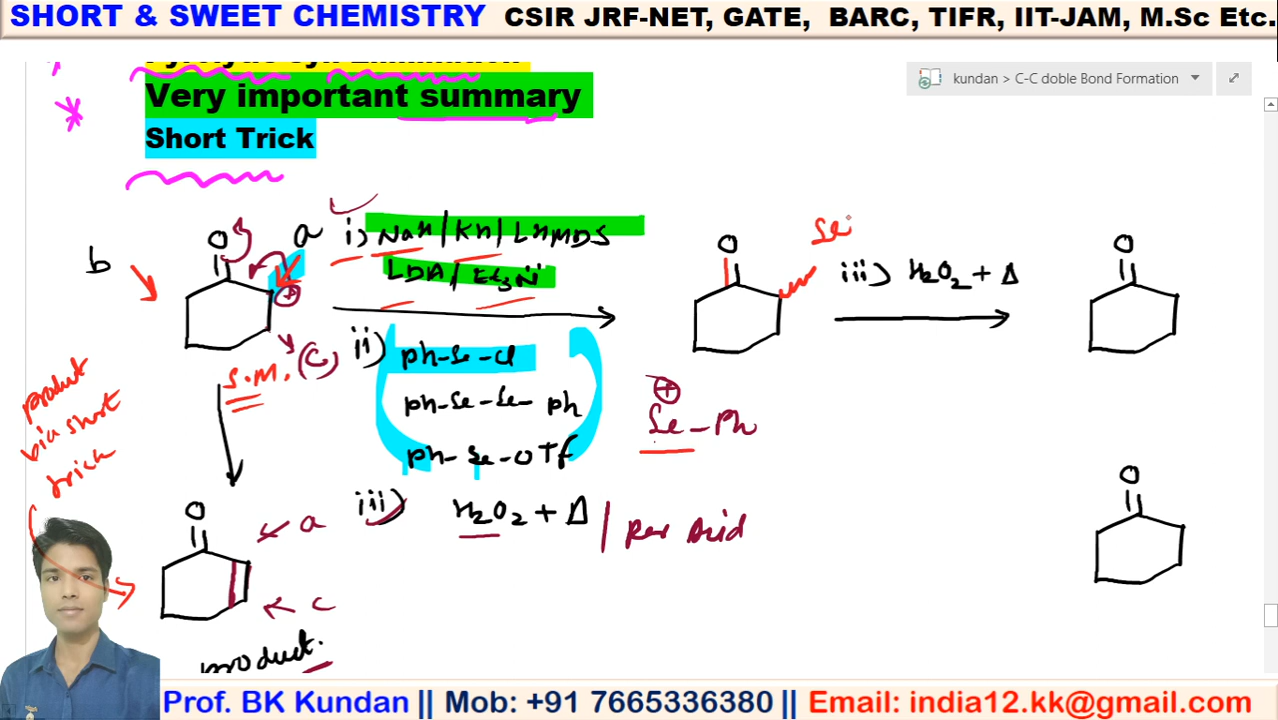 SHORT & SWEET CHEMISTRY CSIR JRF-NET, GATE, BARC, TIFR, IIT-JAM, M.Sc Etc.
kundan > C-C doble Bond Formation
Very important summary
Short Trick
O a i) NaH / KH / LHMDS
b LDA / Et3N
O Se iii) H2O2 + Δ O
⊕
(c) ii) ph-Se-Cl
S.M.
ph-Se-Se-ph
⊕
Se-Ph
ph-Se-OTf
product
bia short
trick
iii) H2O2 + Δ / Per Acid
O a
O
c
product.
Prof. BK Kundan || Mob: +91 7665336380 || Email: india12.kk@gmail.com